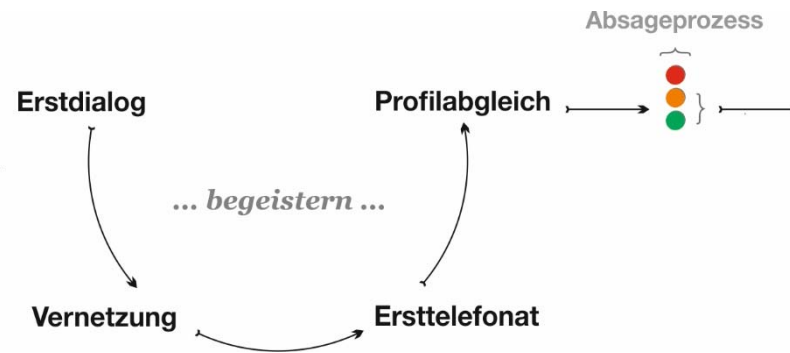 Absageprozess
Erstdialog
Profilabgleich
... begeistern ...
Vernetzung
Ersttelefonat